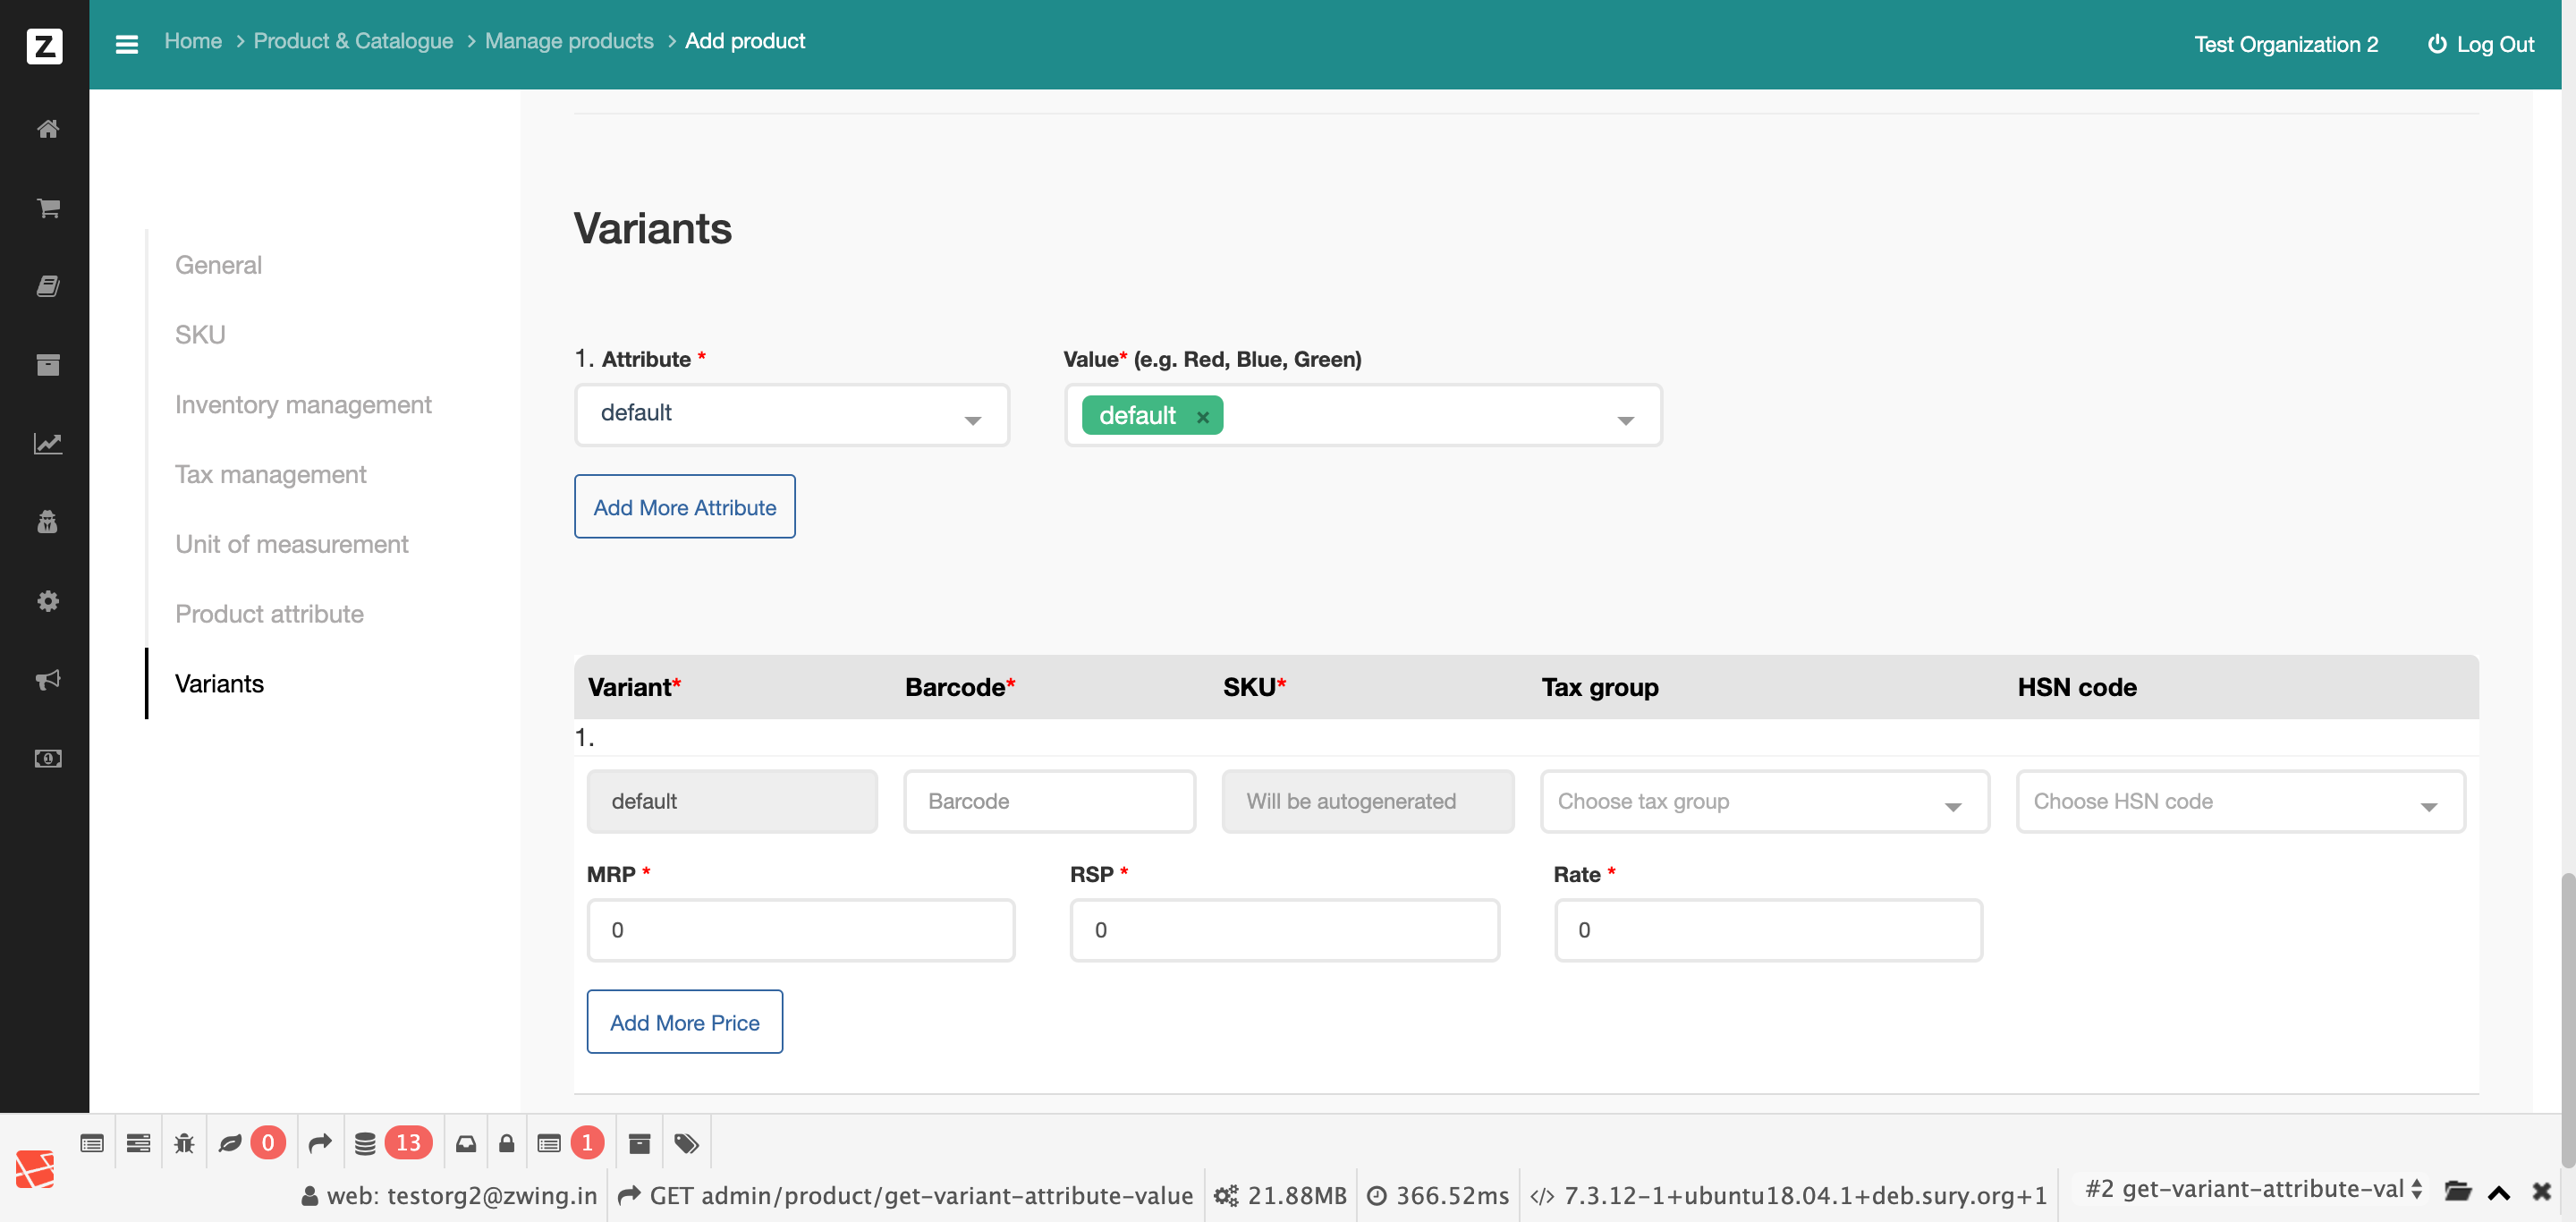 Z
Home > Product & Catalogue > Manage products > Add product
Test Organization 2
Log Out
General
SKU
Inventory management
Tax management
Unit of measurement
Product attribute
Variants
Variants
1. Attribute *
Value* (e.g. Red, Blue, Green)
default
default ×
Add More Attribute
Variant* Barcode* SKU* Tax group HSN code
1.
default Barcode Will be autogenerated Choose tax group Choose HSN code
MRP * RSP * Rate *
0 0 0
Add More Price
0 13 1
web: testorg2@zwing.in GET admin/product/get-variant-attribute-value 21.88MB 366.52ms </> 7.3.12-1+ubuntu18.04.1+deb.sury.org+1 #2 get-variant-attribute-val